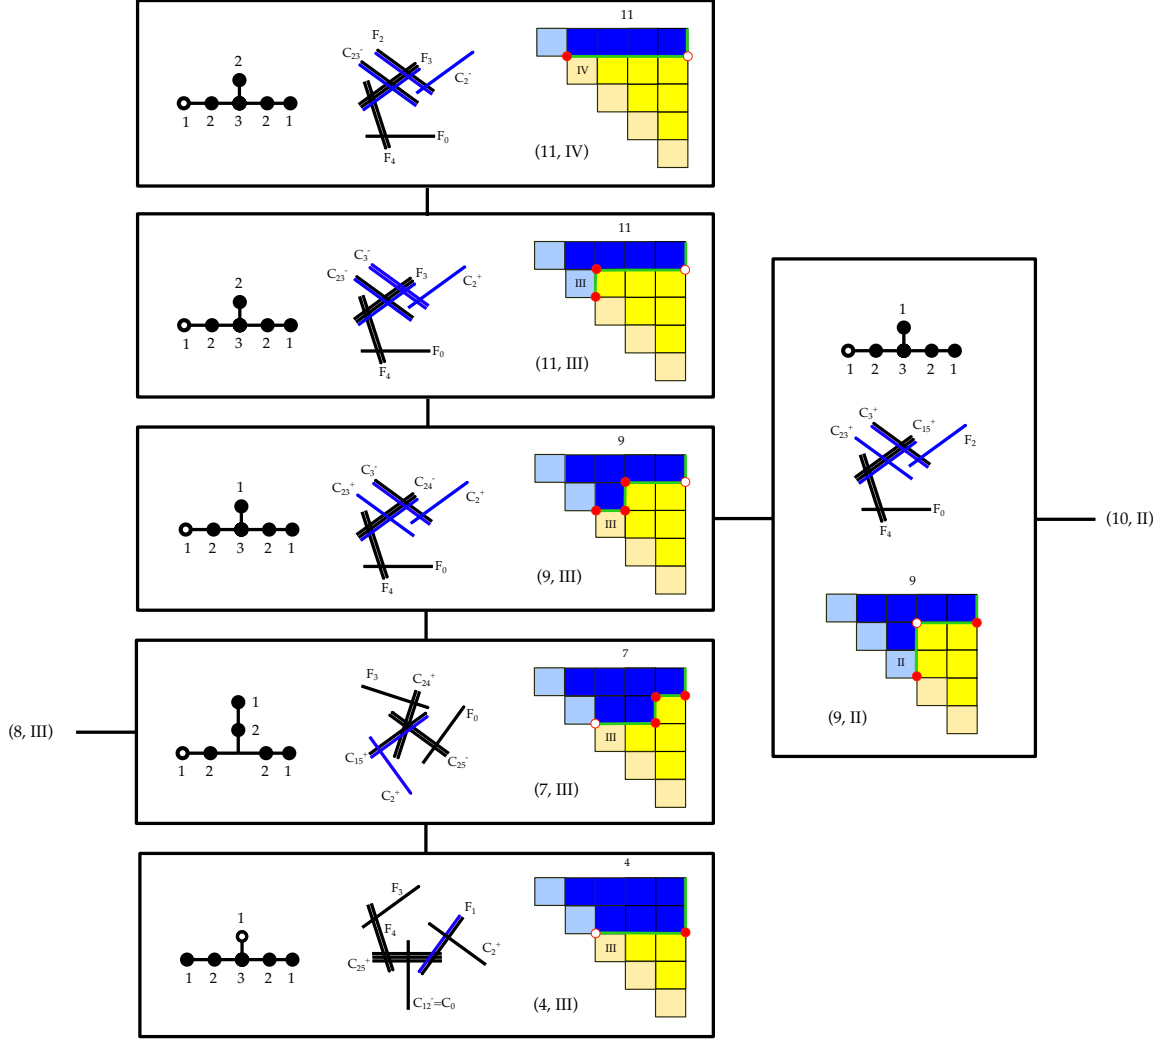 11
2
1 2 3 2 1
C₂₃⁻
F₂
F₃
C₂⁻
F₀
F₄
IV
(11, IV)
11
2
1 2 3 2 1
C₂₃⁻
C₃⁻
F₃
C₂⁺
F₀
F₄
III
(11, III)
9
1
1 2 3 2 1
C₂₃⁺
C₃⁻
C₂₄⁻
C₂⁺
F₀
F₄
III
(9, III)
7
1
2
1 2 2 1
F₃
C₂₄⁺
F₀
C₁₅⁺
C₂₅⁻
C₂⁺
III
(7, III)
(8, III)
4
1
1 2 3 2 1
F₃
F₄
F₁
C₂₅⁺
C₂⁺
C₁₂⁻=C₀
III
(4, III)
1
1 2 3 2 1
C₂₃⁺
C₃⁺
C₁₅⁺
F₂
F₀
F₄
9
II
(9, II)
(10, II)